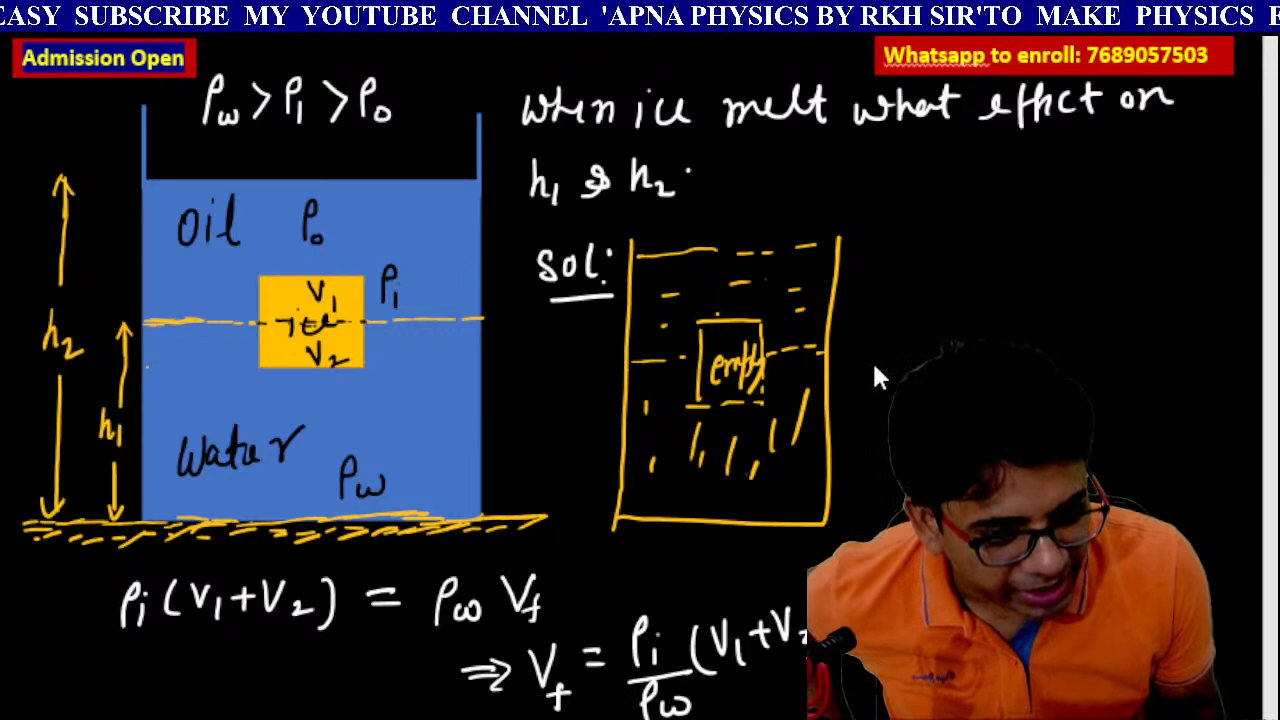 EASY SUBSCRIBE MY YOUTUBE CHANNEL 'APNA PHYSICS BY RKH SIR'TO MAKE PHYSICS E
Admission Open
Whatsapp to enroll: 7689057503
ρw > ρi > ρo
when ice melt what effect on
h1 & h2.
Oil ρo
Sol:
V1
ρi
ice
V2
empty
h2
h1
Water
ρw
ρi (V1+V2) = ρw Vf
⇒ Vf = ρi/ρw (V1+V2